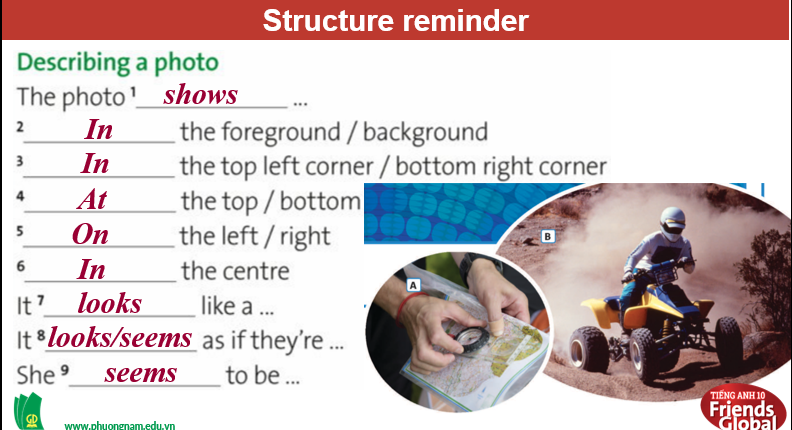 Structure reminder
Describing a photo
The photo 1 shows ...
2 In the foreground / background
3 In the top left corner / bottom right corner
4 At the top / bottom
5 On the left / right
6 In the centre
It 7 looks like a ...
It 8 looks/seems as if they're ...
She 9 seems to be ...
A
B
GD
www.phuongnam.edu.vn
TIẾNG ANH 10
Friends
Global